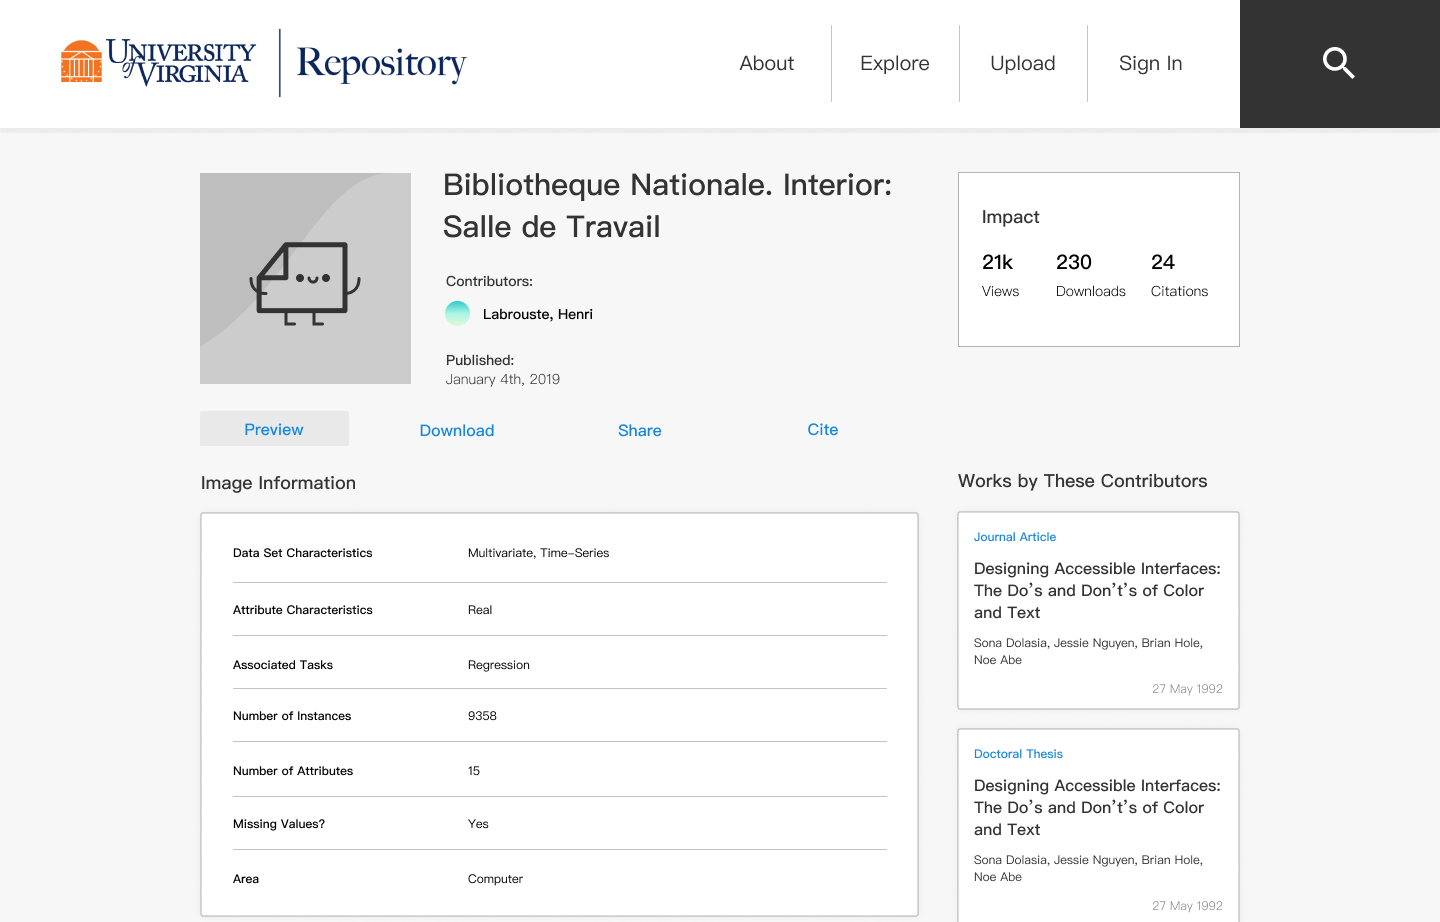 UNIVERSITY
of VIRGINIA
Repository
About
Explore
Upload
Sign In
Bibliotheque Nationale. Interior:
Salle de Travail
Contributors:
Labrouste, Henri
Published:
January 4th, 2019
Impact
21k
230
24
Views
Downloads
Citations
Preview
Download
Share
Cite
Image Information
Data Set Characteristics
Multivariate, Time-Series
Attribute Characteristics
Real
Associated Tasks
Regression
Number of Instances
9358
Number of Attributes
15
Missing Values?
Yes
Area
Computer
Works by These Contributors
Journal Article
Designing Accessible Interfaces:
The Do's and Don't's of Color
and Text
Sona Dolasia, Jessie Nguyen, Brian Hole,
Noe Abe
27 May 1992
Doctoral Thesis
Designing Accessible Interfaces:
The Do's and Don't's of Color
and Text
Sona Dolasia, Jessie Nguyen, Brian Hole,
Noe Abe
27 May 1992